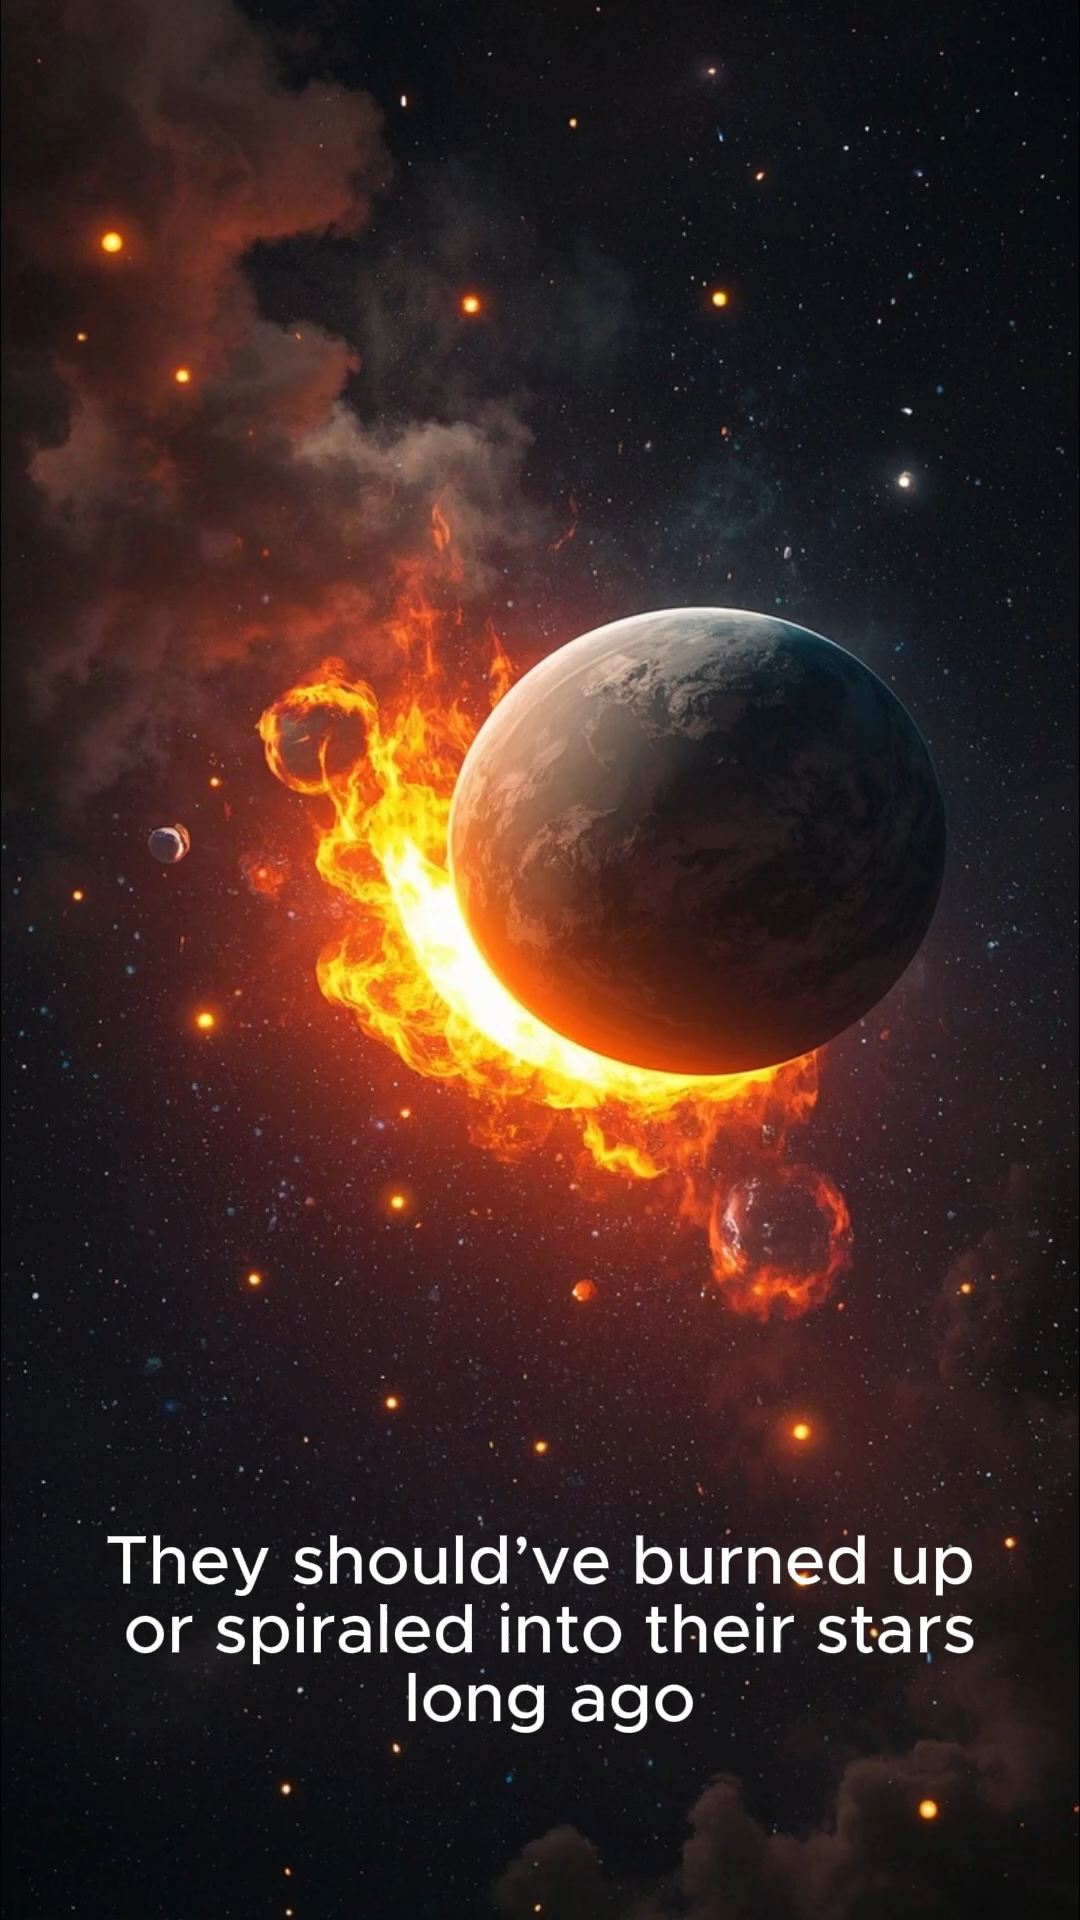 They should’ve burned up
or spiraled into their stars
long ago